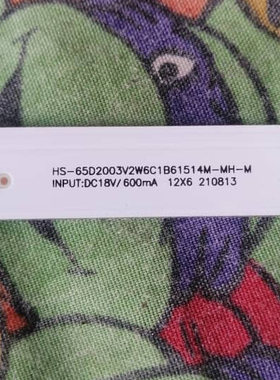 HS-65D2003V2W6C1B61514M-MH-M
INPUT:DC18V/600mA 12X6 210813